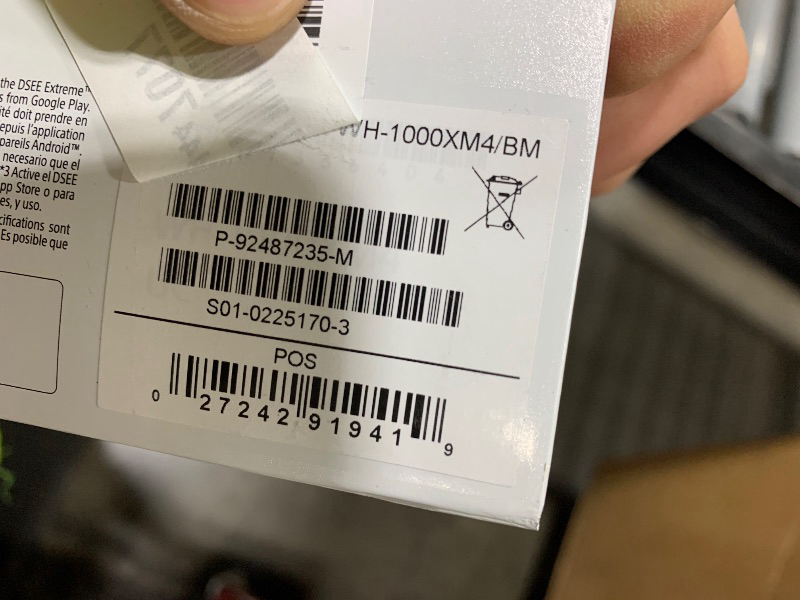 the DSEE Extreme™
s from Google Play.
ité doit prendre en
epuis l'application
pareils Android™.
necesario que el
*3 Active el DSEE
pp Store o para
es, y uso.
cifications sont
Es posible que
WH-1000XM4/BM
P-92487235-M
S01-0225170-3
POS
0 27242 91941 9